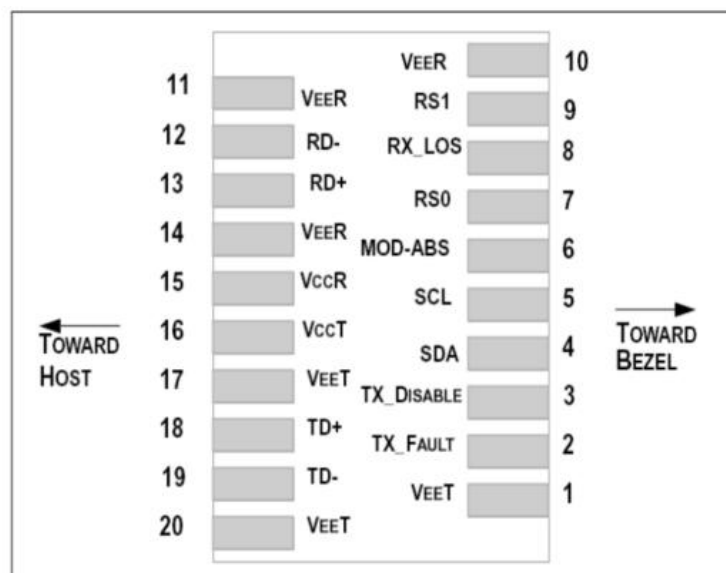 11 VEER
12 RD-
13 RD+
14 VEER
15 VCCR
16 VCCT
17 VEET
18 TD+
19 TD-
20 VEET
VEER 10
RS1 9
RX_LOS 8
RS0 7
MOD-ABS 6
SCL 5
SDA 4
TX_DISABLE 3
TX_FAULT 2
VEET 1
TOWARD
HOST
TOWARD
BEZEL